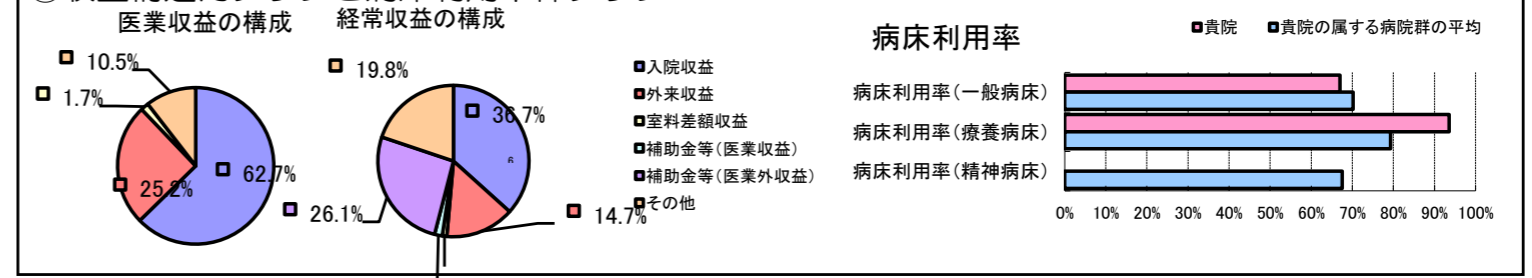 医業収益の構成
経常収益の構成
10.5%
1.7%
25.2%
62.7%
19.8%
36.7%
26.1%
14.7%
入院収益
外来収益
室料差額収益
補助金等(医業収益)
補助金等(医業外収益)
その他
病床利用率
貴院
貴院の属する病院群の平均
病床利用率(一般病床)
病床利用率(療養病床)
病床利用率(精神病床)
0% 10% 20% 30% 40% 50% 60% 70% 80% 90% 100%